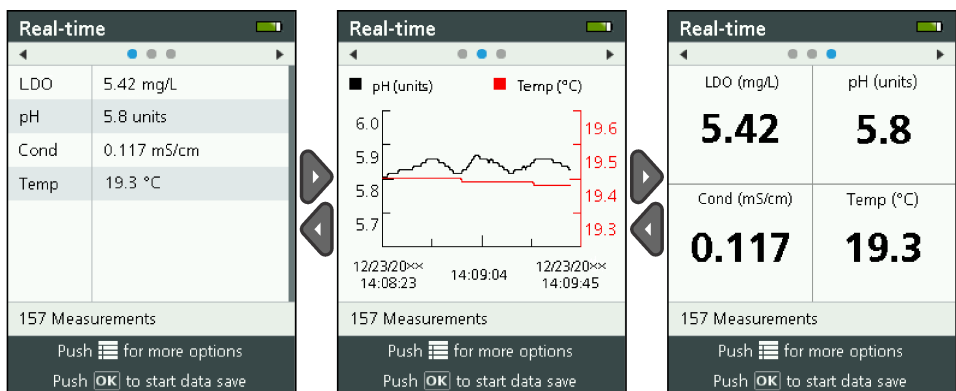 Real-time
LDO 5.42 mg/L
pH 5.8 units
Cond 0.117 mS/cm
Temp 19.3 °C
157 Measurements
Push for more options
Push OK to start data save
Real-time
pH (units) Temp (°C)
6.0 19.6
5.9 19.5
5.8 19.4
5.7 19.3
12/23/20×× 14:09:04 12/23/20××
14:08:23 14:09:45
157 Measurements
Push for more options
Push OK to start data save
Real-time
LDO (mg/L) pH (units)
5.42 5.8
Cond (mS/cm) Temp (°C)
0.117 19.3
157 Measurements
Push for more options
Push OK to start data save